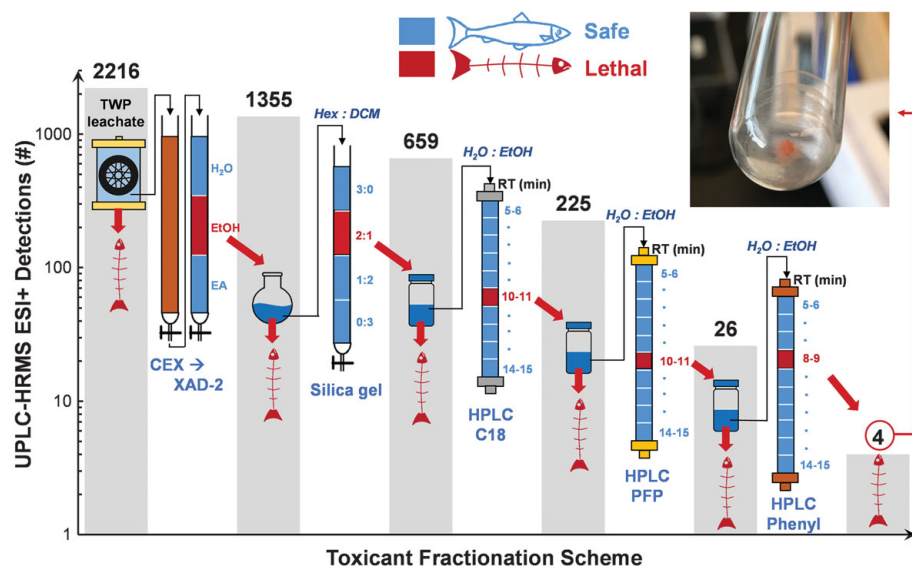 Safe
Lethal
UPLC-HRMS ESI+ Detections (#)
1000
100
10
1
2216
TWP
leachate
H₂O
EtOH
EA
CEX →
XAD-2
1355
Hex : DCM
3:0
2:1
1:2
0:3
Silica gel
659
H₂O : EtOH
RT (min)
5-6
10-11
14-15
HPLC
C18
225
H₂O : EtOH
RT (min)
5-6
10-11
14-15
HPLC
PFP
26
H₂O : EtOH
RT (min)
5-6
8-9
14-15
HPLC
Phenyl
4
Toxicant Fractionation Scheme